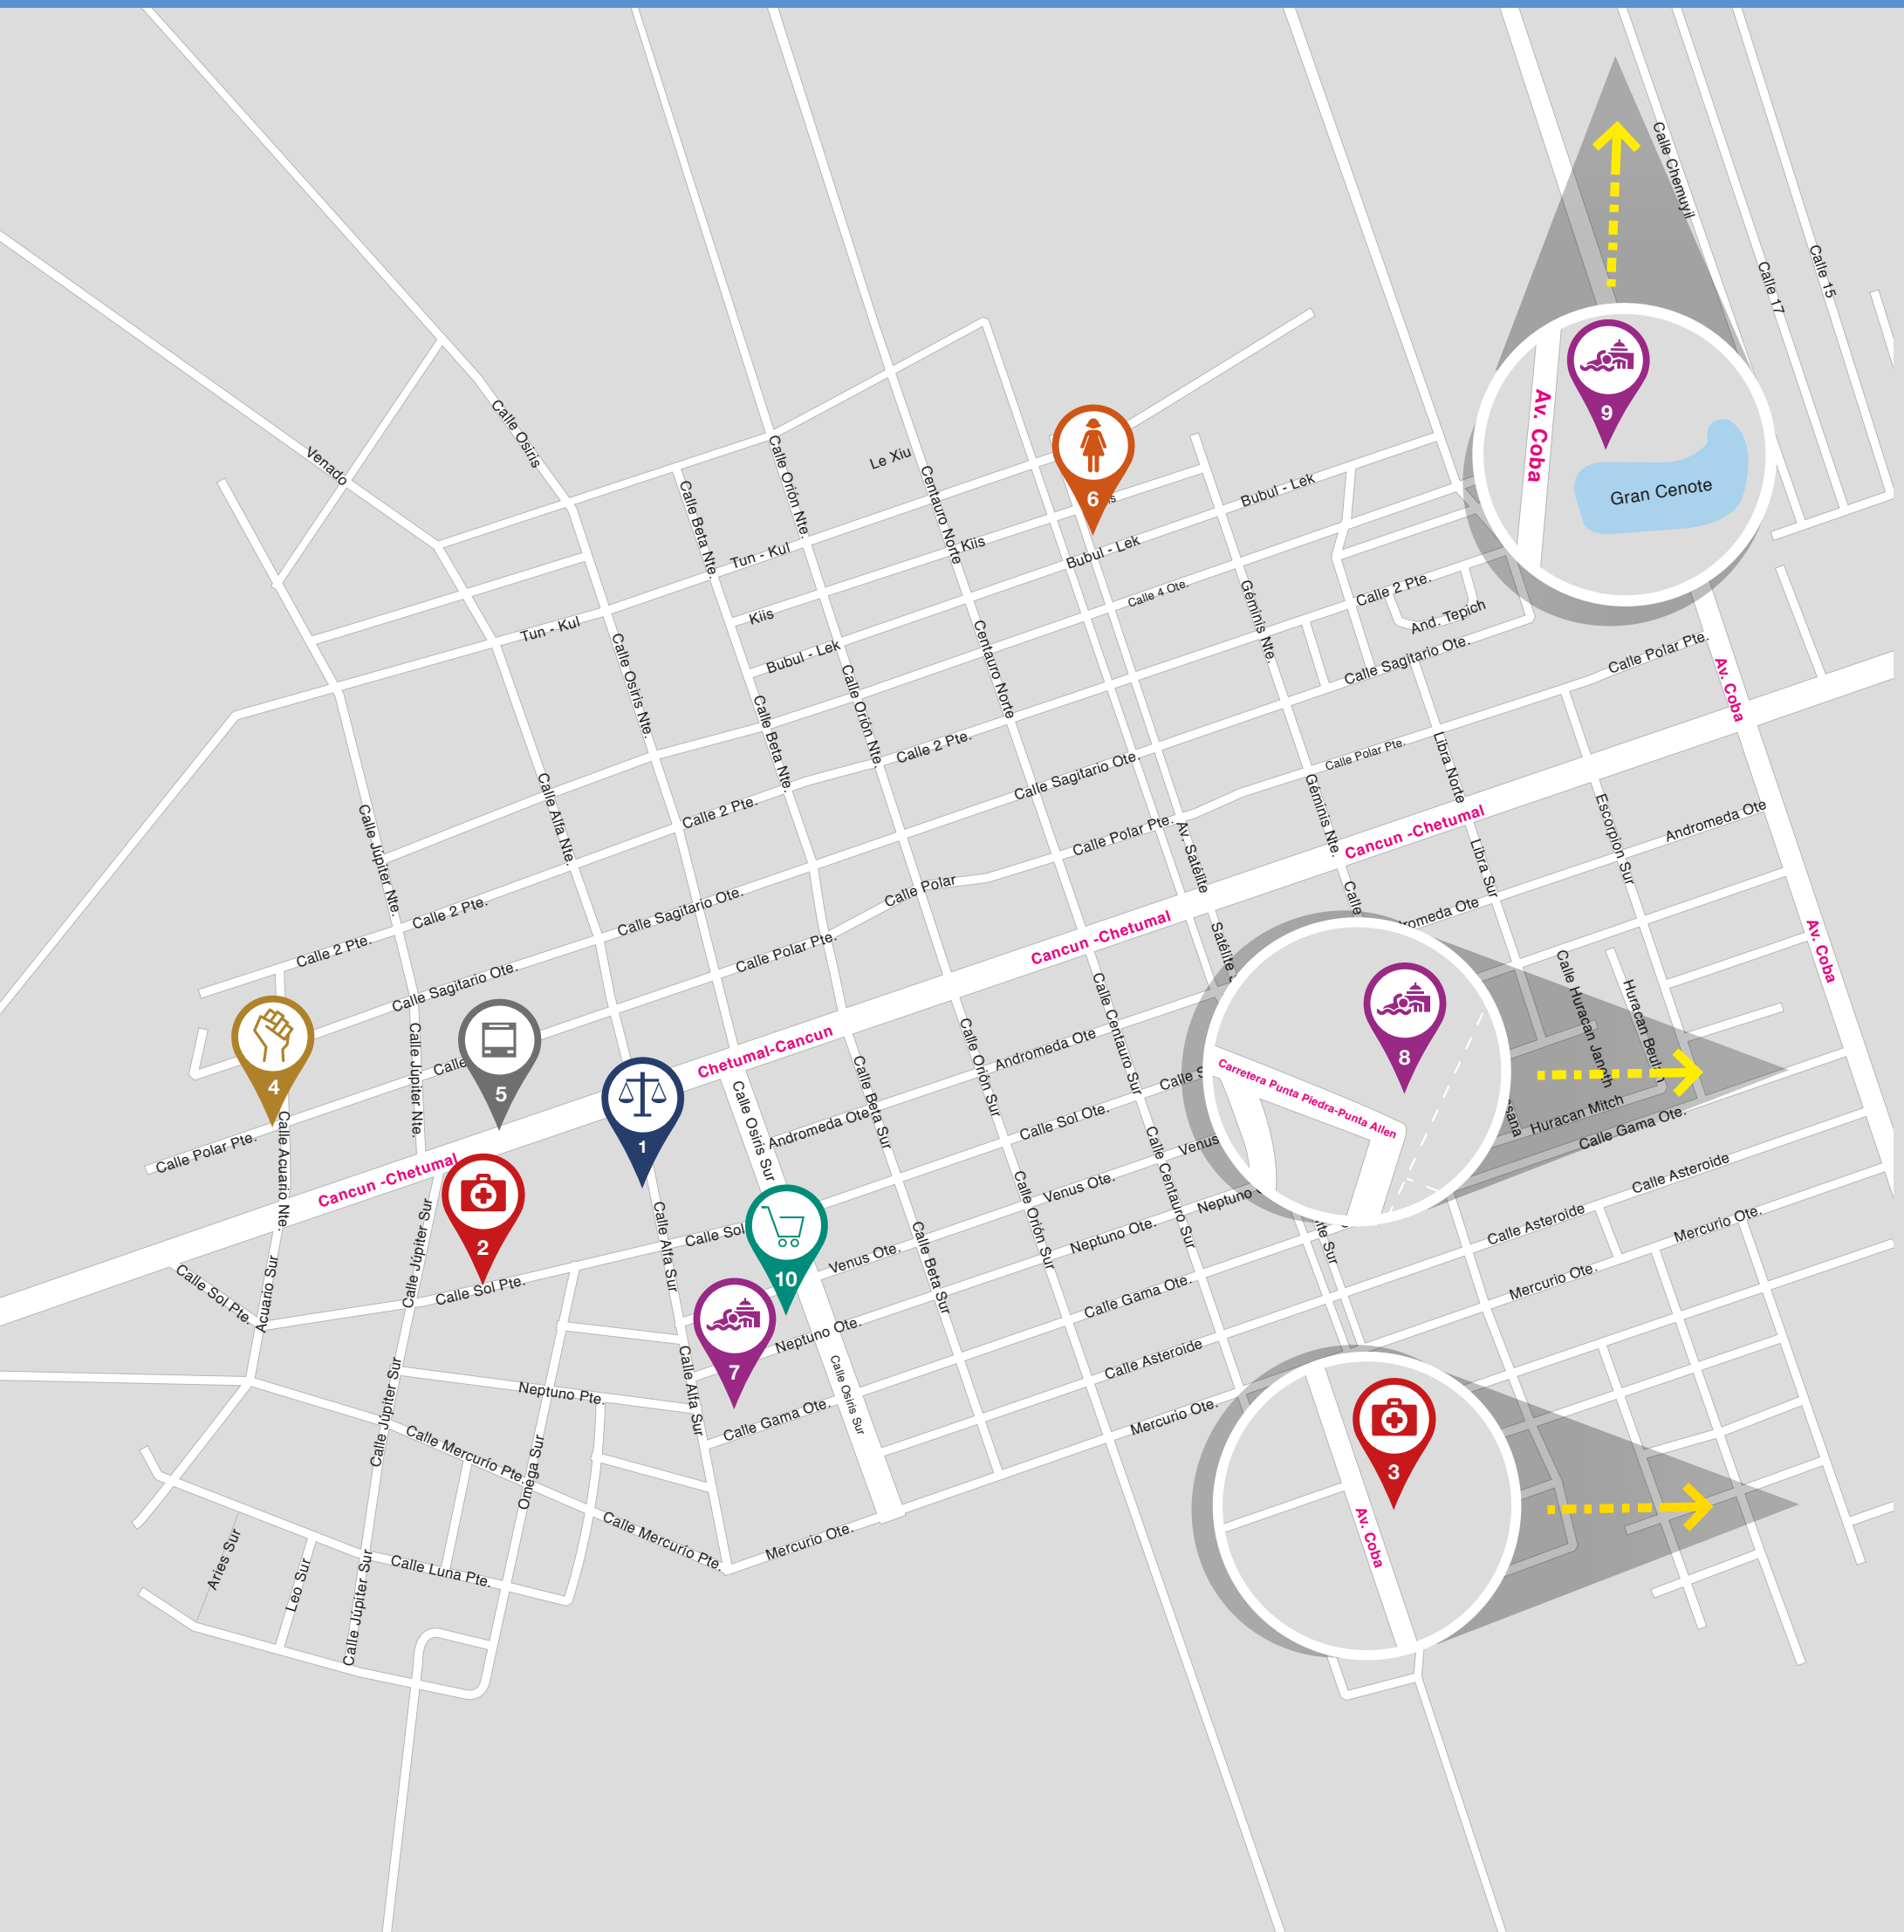 Calle Chemuyil
Calle 15
Calle 17
9
Av. Coba
Gran Cenote
Calle Osiris
Venado
Le Xiu
Calle Orión Nte.
Centauro Norte
Calle Beta Nte.
6
Bubul - Lek
Tun - Kul
Kiis
Bubul - Lek
Calle 4 Ote.
Calle 2 Pte.
And. Tepich
Géminis Nte.
Kiis
Tun - Kul
Bubul - Lek
Centauro Norte
Calle Sagitario Ote.
Calle Polar Pte.
Av. Coba
Calle Osiris Nte.
Calle Orión Nte.
Calle Beta Nte.
Calle 2 Pte.
Calle Sagitario Ote.
Calle Polar Pte.
Libra Norte
Calle Alfa Nte.
Calle 2 Pte.
Géminis Nte.
Cancun -Chetumal
Calle Júpiter Nte.
Calle Polar Pte.
Av. Satélite
Libra Sur
Escorpion Sur
Andromeda Ote
Calle 2 Pte.
Calle Sagitario Ote.
Calle Polar
Calle
Cancun -Chetumal
Calle 2 Pte.
Calle Polar Pte.
Calle Sagitario Ote.
Satélite
Av. Coba
Calle Huracan Janeth
Huracan Beulah
8
Carretera Punta Piedra-Punta Allen
Huracan Mitch
Calle Gama Ote.
Calle Júpiter Nte.
4
5
Calle
1
Chetumal-Cancun
Calle Osiris Sur
Calle Beta Sur
Calle Orión Sur
Andromeda Ote
Calle Centauro Sur
Calle Polar Pte.
Calle Acuario Nte.
Andromeda Ote.
Calle Sol Ote.
Venus
Cancun -Chetumal
2
Calle Júpiter Sur
Calle Alfa Sur
Calle Sol
10
Venus Ote.
Calle Orión Sur
Venus Ote.
Neptuno Ote.
Neptuno
Calle Centauro Sur
Calle Asteroide
Calle Asteroide
Mercurio Ote.
Mercurio Ote.
Calle Sol Pte.
Acuario Sur
Calle Sol Pte.
7
Neptuno Ote.
Calle Beta Sur
Calle Gama Ote.
Calle Asteroide
Calle Osiris Sur
Calle Gama Ote.
Calle Alfa Sur
Neptuno Pte.
Calle Júpiter Sur
Calle Mercurío Pte.
Omega Sur
Mercurio Ote.
3
Av. Coba
Calle Mercurío Pte.
Mercurio Ote.
Aries Sur
Leo Sur
Calle Júpiter Sur
Calle Luna Pte.